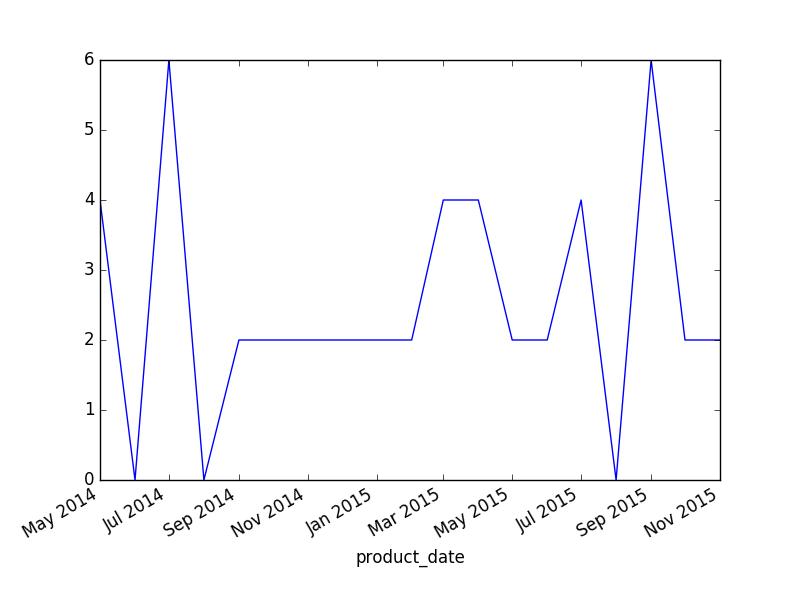 6
5
4
3
2
1
0
May 2014
Jul 2014
Sep 2014
Nov 2014
Jan 2015
Mar 2015
May 2015
Jul 2015
Sep 2015
Nov 2015
product_date